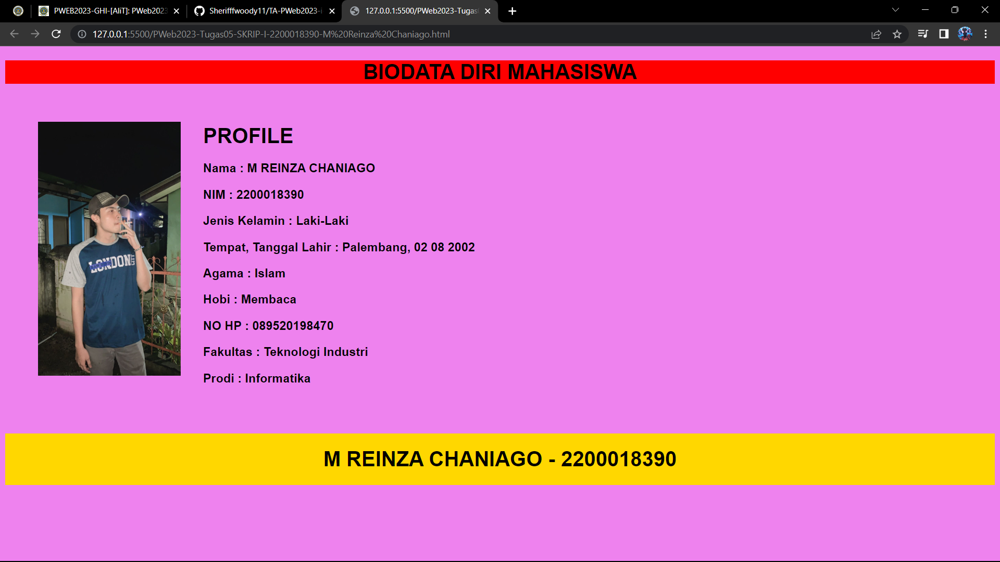 PWEB2023-GHI-[AliT]: PWeb2023
Sherifffwoody11/TA-PWeb2023-i
127.0.0.1:5500/PWeb2023-Tugas
127.0.0.1:5500/PWeb2023-Tugas05-SKRIP-I-2200018390-M%20Reinza%20Chaniago.html
BIODATA DIRI MAHASISWA
PROFILE
Nama : M REINZA CHANIAGO
NIM : 2200018390
Jenis Kelamin : Laki-Laki
Tempat, Tanggal Lahir : Palembang, 02 08 2002
Agama : Islam
Hobi : Membaca
NO HP : 089520198470
Fakultas : Teknologi Industri
Prodi : Informatika
LONDON
CITY
M REINZA CHANIAGO - 2200018390